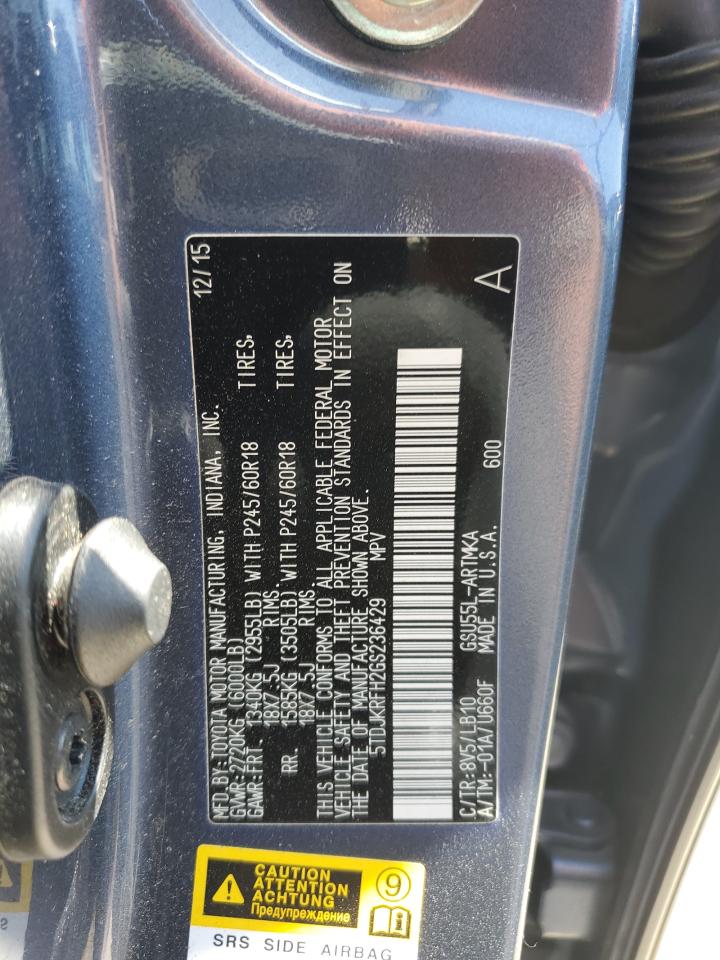 MFD.BY:TOYOTA MOTOR MANUFACTURING, INDIANA, INC. 12/15
GVWR:2720KG (6000LB)
GAWR:FRT. 1340KG (2955LB) WITH P245/60R18 TIRES,
18X7.5J RIMS,
RR. 1585KG (3505LB) WITH P245/60R18 TIRES,
18X7.5J RIMS
THIS VEHICLE CONFORMS TO ALL APPLICABLE FEDERAL MOTOR
VEHICLE SAFETY AND THEFT PREVENTION STANDARDS IN EFFECT ON
THE DATE OF MANUFACTURE SHOWN ABOVE.
5TDJKRFH2GS236429 MPV
C/TR:8V5/LB10 GSU55L-ARTMKA 600 A
A/TM:-01A/U660F MADE IN U.S.A.
CAUTION
ATTENTION
ACHTUNG
Предупреждение
9
SRS SIDE AIRBAG